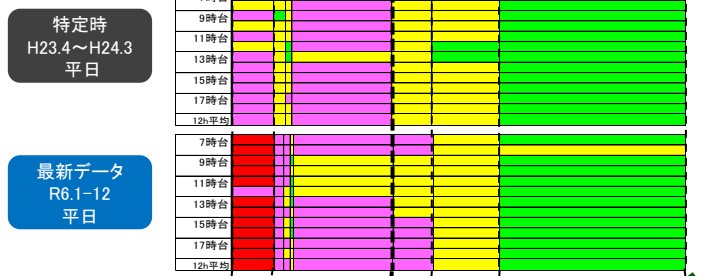 特定時
H23.4～H24.3
平日
9時台
11時台
13時台
15時台
17時台
12h平均
最新データ
R6.1-12
平日
7時台
9時台
11時台
13時台
15時台
17時台
12h平均